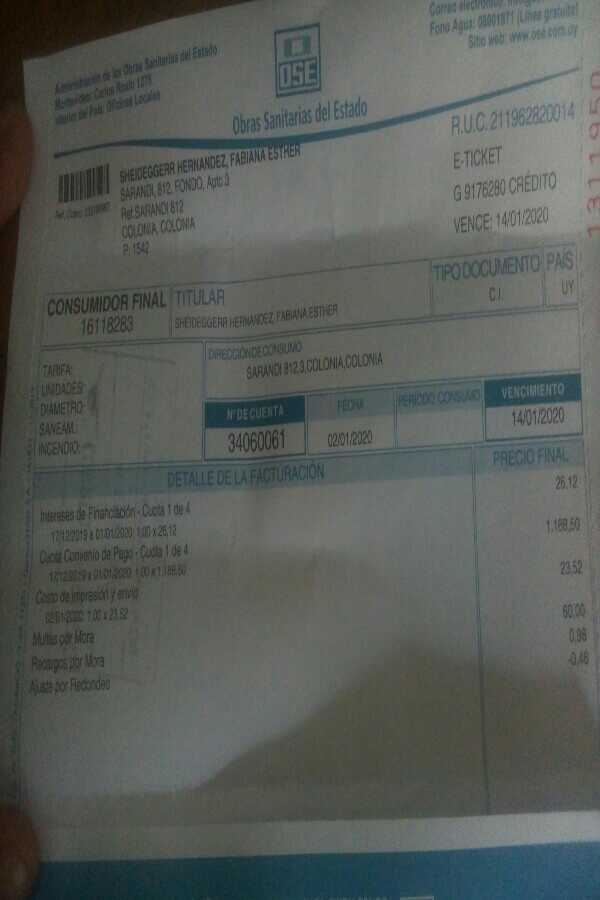 Administración de las Obras Sanitarias del Estado
Montevideo: Carlos Roxlo 1275
Interior del País: Oficinas Locales
OSE
Obras Sanitarias del Estado
Correo electrónico:
Fono Agua: 08001871 (Línea gratuita)
Sitio web: www.ose.com.uy
R.U.C. 211962820014
E-TICKET
G 9176280 CRÉDITO
VENCE: 14/01/2020
1311950
SHEIDEGGERR HERNANDEZ, FABIANA ESTHER
SARANDI, 812, FONDO, Apto:3
Ref:SARANDI 812
COLONIA, COLONIA
P: 1542
Ref. Cobro:
CONSUMIDOR FINAL
16118283
TITULAR
SHEIDEGGERR HERNANDEZ, FABIANA ESTHER
TIPO DOCUMENTO
C.I.
PAÍS
UY
TARIFA:
UNIDADES:
DIAMETRO:
SANEAM.:
INCENDIO:
DIRECCIÓN DE CONSUMO
SARANDI 812,3,COLONIA,COLONIA
N° DE CUENTA
34060061
FECHA
02/01/2020
PERIODO CONSUMO
VENCIMIENTO
14/01/2020
DETALLE DE LA FACTURACIÓN
PRECIO FINAL
Intereses de Financiación - Cuota 1 de 4
26,12
17/12/2019 a 01/01/2020: 1,00 x 26,12
Cuota Convenio de Pago - Cuota 1 de 4
1.188,50
17/12/2019 a 01/01/2020: 1,00 x 1.188,50
Costo de impresión y envío
23,52
02/01/2020: 1,00 x 23,52
Multas por Mora
60,00
Recargos por Mora
0,98
Ajuste por Redondeo
-0,46